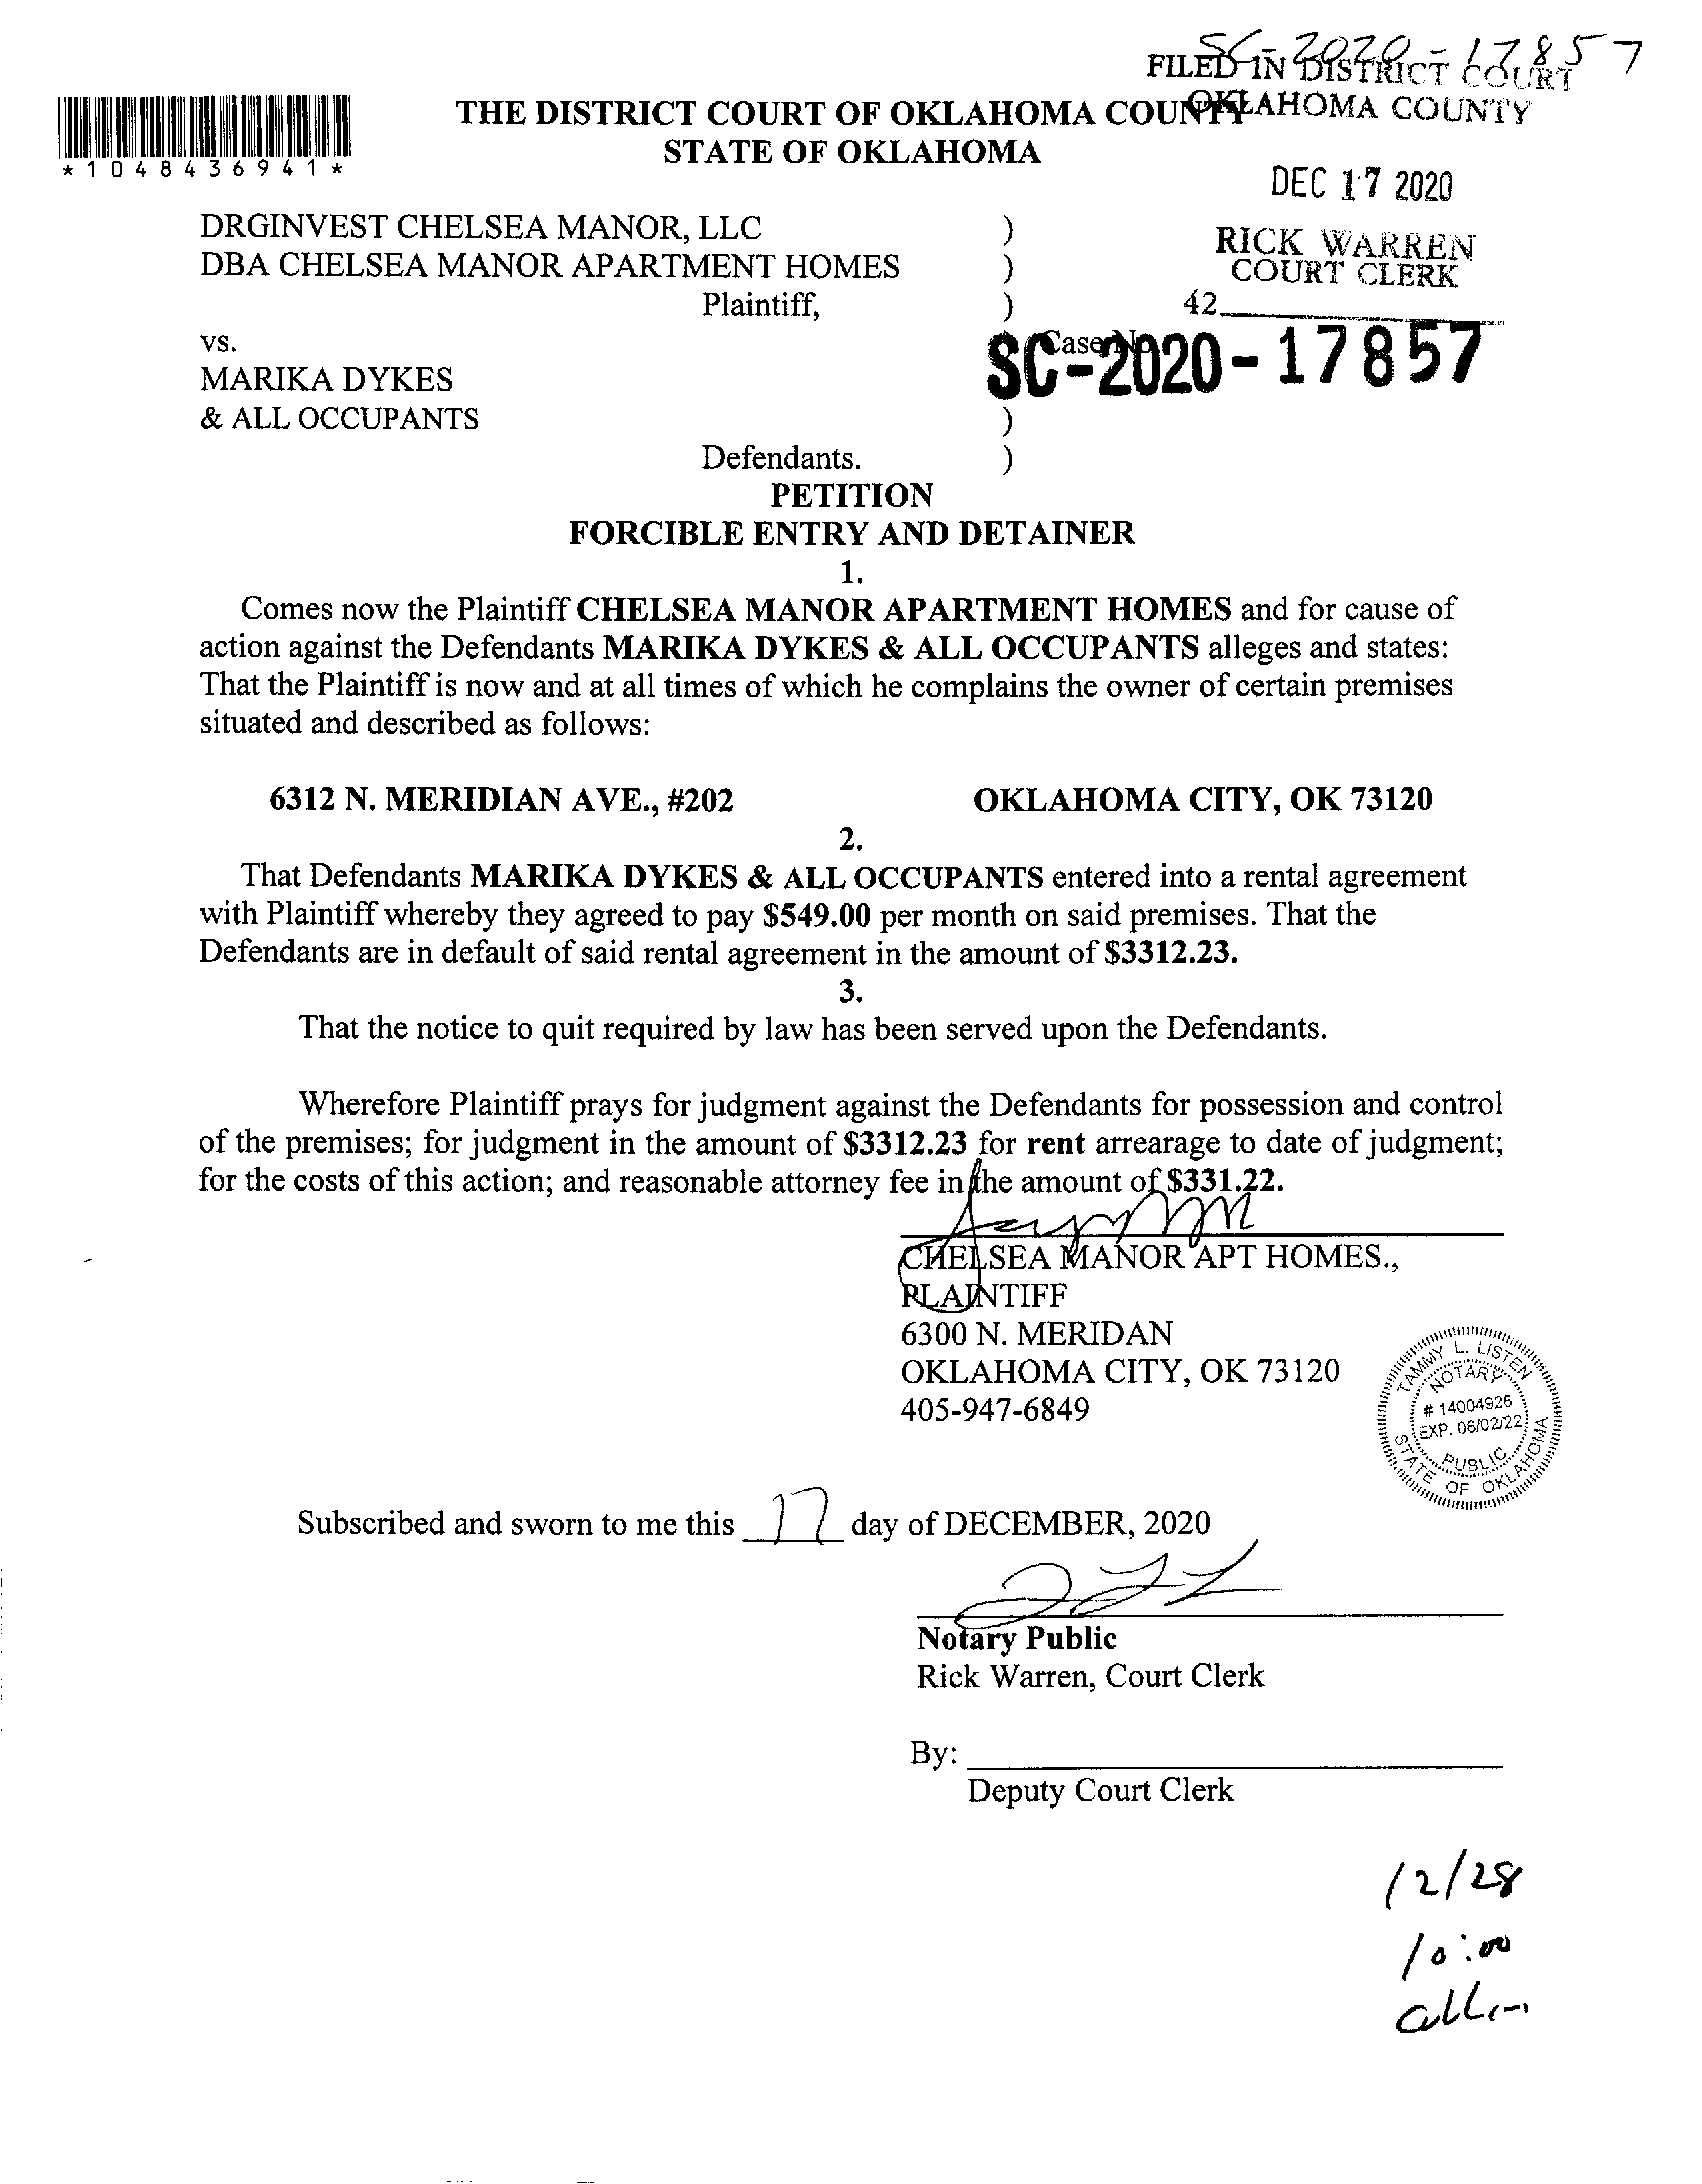 SC-2020-17857
FILED IN DISTRICT COURT
OKLAHOMA COUNTY
THE DISTRICT COURT OF OKLAHOMA COUNTY
STATE OF OKLAHOMA
*1048436941*
DEC 17 2020
RICK WARREN
COURT CLERK
42
DRGINVEST CHELSEA MANOR, LLC )
DBA CHELSEA MANOR APARTMENT HOMES )
Plaintiff, )
vs. Case No.
SC-2020-17857
MARIKA DYKES
& ALL OCCUPANTS )
Defendants. )
PETITION
FORCIBLE ENTRY AND DETAINER
1.
Comes now the Plaintiff CHELSEA MANOR APARTMENT HOMES and for cause of
action against the Defendants MARIKA DYKES & ALL OCCUPANTS alleges and states:
That the Plaintiff is now and at all times of which he complains the owner of certain premises
situated and described as follows:
6312 N. MERIDIAN AVE., #202 OKLAHOMA CITY, OK 73120
2.
That Defendants MARIKA DYKES & ALL OCCUPANTS entered into a rental agreement
with Plaintiff whereby they agreed to pay $549.00 per month on said premises. That the
Defendants are in default of said rental agreement in the amount of $3312.23.
3.
That the notice to quit required by law has been served upon the Defendants.
Wherefore Plaintiff prays for judgment against the Defendants for possession and control
of the premises; for judgment in the amount of $3312.23 for rent arrearage to date of judgment;
for the costs of this action; and reasonable attorney fee in the amount of $331.22.
CHELSEA MANOR APT HOMES.,
PLAINTIFF
6300 N. MERIDAN
OKLAHOMA CITY, OK 73120
405-947-6849
TAMMY L. LISTEN
NOTARY
# 14004926
EXP. 06/02/22
PUBLIC
STATE OF OKLAHOMA
Subscribed and sworn to me this 17 day of DECEMBER, 2020
Notary Public
Rick Warren, Court Clerk
By:
Deputy Court Clerk
12/28
10:00